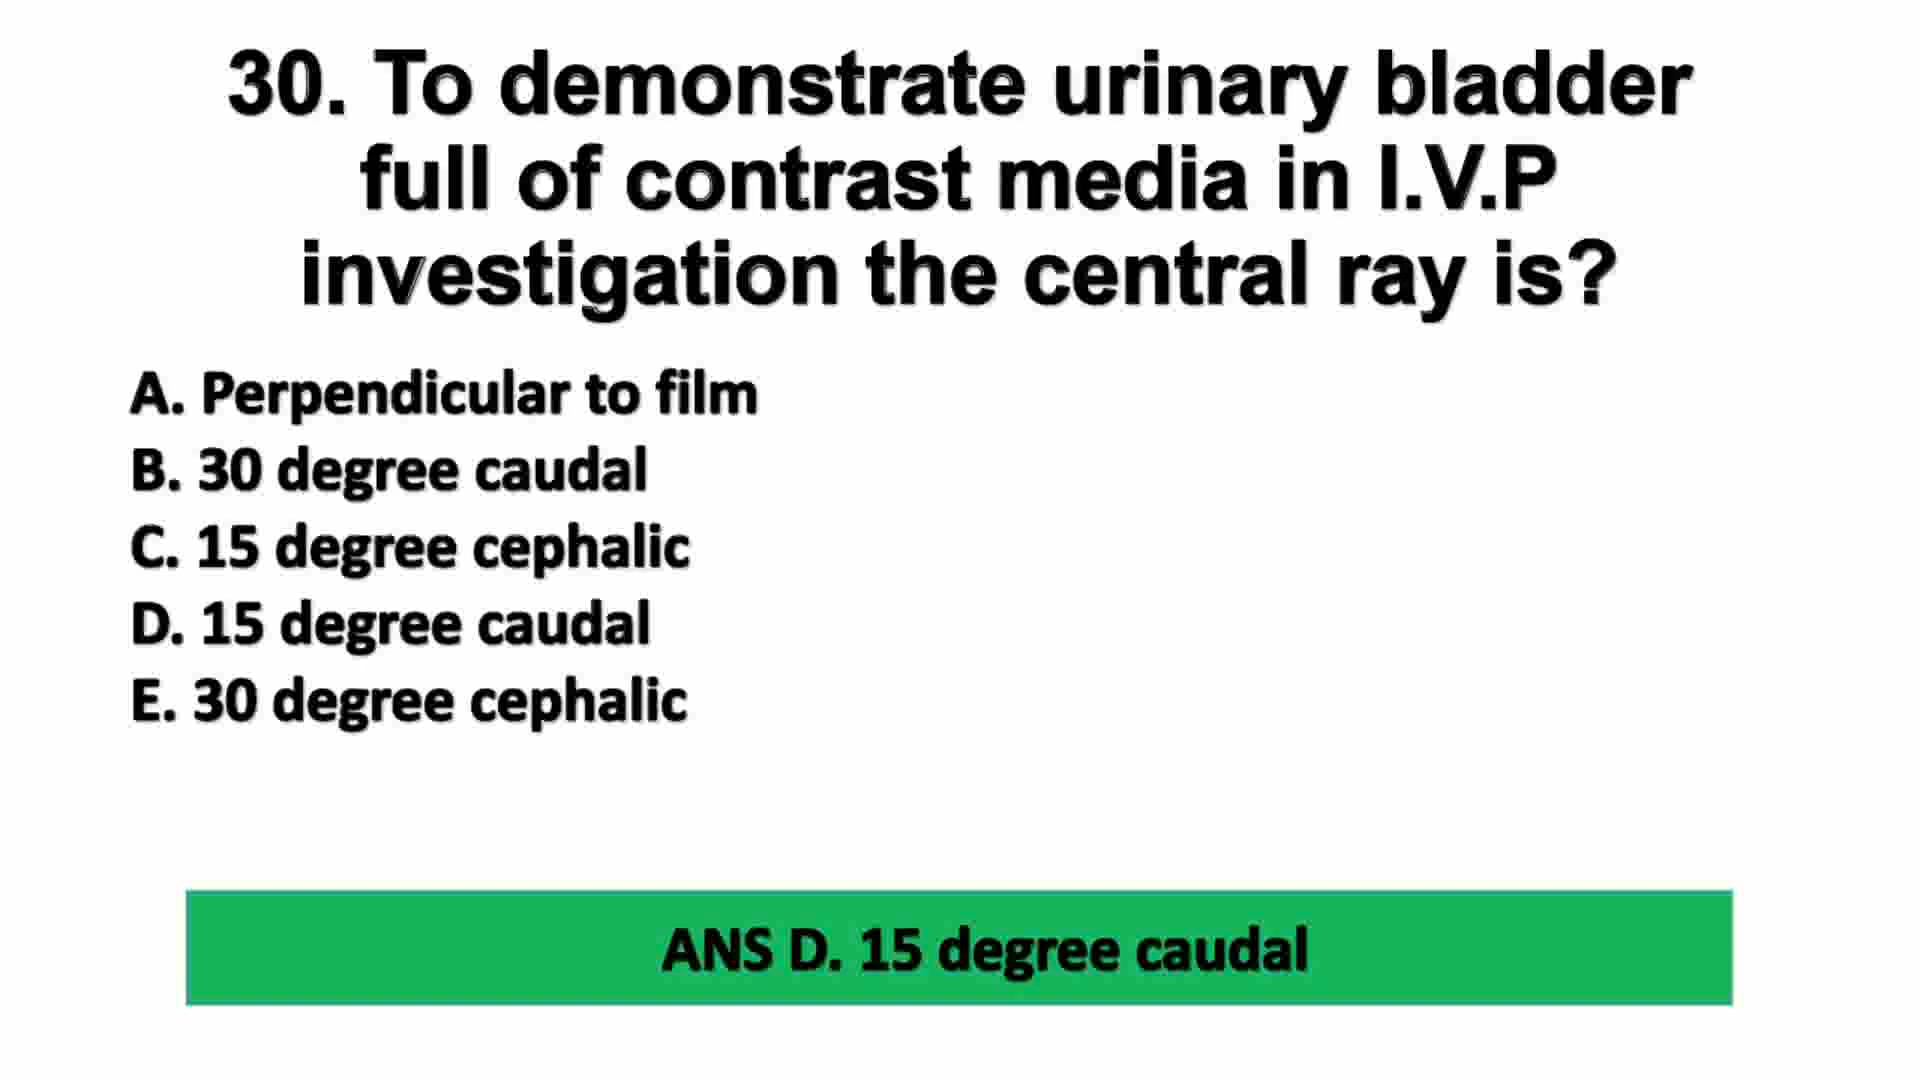 30. To demonstrate urinary bladder
full of contrast media in I.V.P
investigation the central ray is?
A. Perpendicular to film
B. 30 degree caudal
C. 15 degree cephalic
D. 15 degree caudal
E. 30 degree cephalic
ANS D. 15 degree caudal